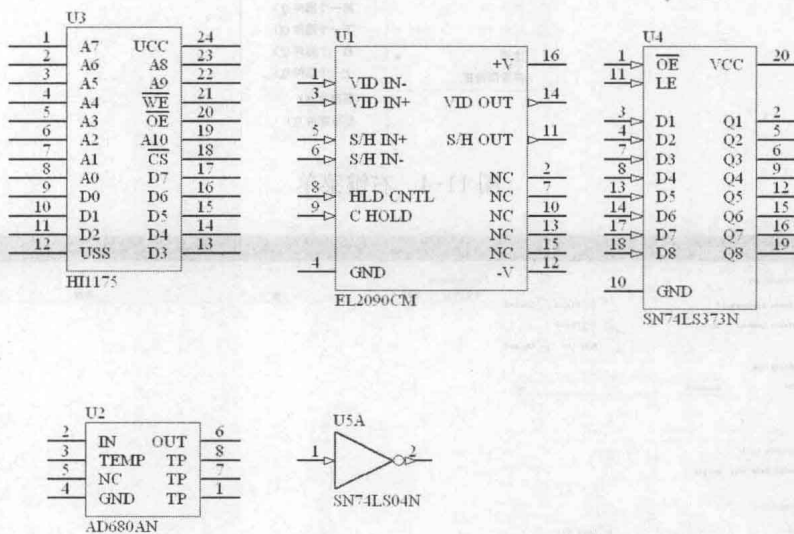 U3
1 A7 UCC 24
2 A6 A8 23
3 A5 A9 22
4 A4 WE 21
5 A3 OE 20
6 A2 A10 19
7 A1 CS 18
8 A0 D7 17
9 D0 D6 16
10 D1 D5 15
11 D2 D4 14
12 USS D3 13
HI1175
U1
+V 16
1 VID IN-
3 VID IN+ VID OUT 14
5 S/H IN+ S/H OUT 11
6 S/H IN-
NC 2
8 HLD CNTL NC 7
9 C HOLD NC 10
NC 13
NC 15
4 GND -V 12
EL2090CM
U4
1 OE VCC 20
11 LE
3 D1 Q1 2
4 D2 Q2 5
7 D3 Q3 6
8 D4 Q4 9
13 D5 Q5 12
14 D6 Q6 15
17 D7 Q7 16
18 D8 Q8 19
10 GND
SN74LS373N
U2
2 IN OUT 6
3 TEMP TP 8
5 NC TP 7
4 GND TP 1
AD680AN
U5A
1 2
SN74LS04N